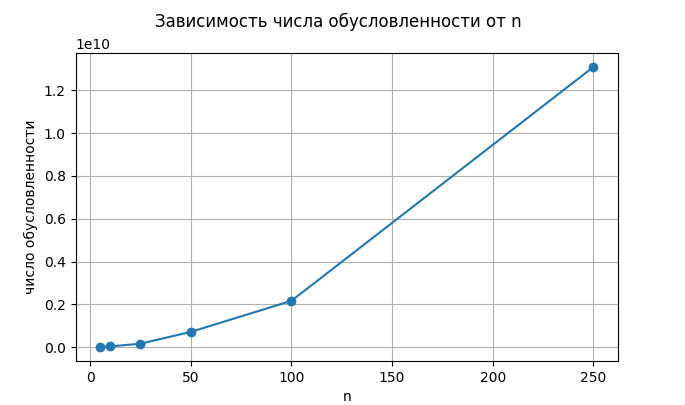 Зависимость числа обусловленности от n
1e10
1.2
1.0
0.8
0.6
0.4
0.2
0.0
число обусловленности
0 50 100 150 200 250
n